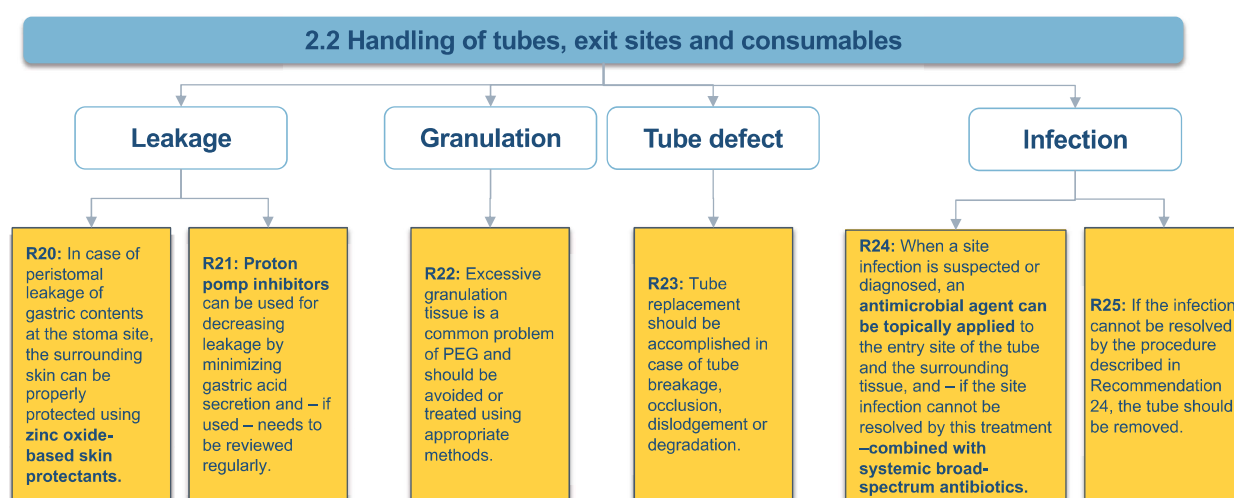 2.2 Handling of tubes, exit sites and consumables
Leakage
Granulation
Tube defect
Infection
R20: In case of
peristomal
leakage of
gastric contents
at the stoma site,
the surrounding
skin can be
properly
protected using
zinc oxide-
based skin
protectants.
R21: Proton
pomp inhibitors
can be used for
decreasing
leakage by
minimizing
gastric acid
secretion and – if
used – needs to
be reviewed
regularly.
R22: Excessive
granulation
tissue is a
common problem
of PEG and
should be
avoided or
treated using
appropriate
methods.
R23: Tube
replacement
should be
accomplished in
case of tube
breakage,
occlusion,
dislodgement or
degradation.
R24: When a site
infection is suspected or
diagnosed, an
antimicrobial agent can
be topically applied to
the entry site of the tube
and the surrounding
tissue, and – if the site
infection cannot be
resolved by this treatment
–combined with
systemic broad-
spectrum antibiotics.
R25: If the infection
cannot be resolved
by the procedure
described in
Recommendation
24, the tube should
be removed.